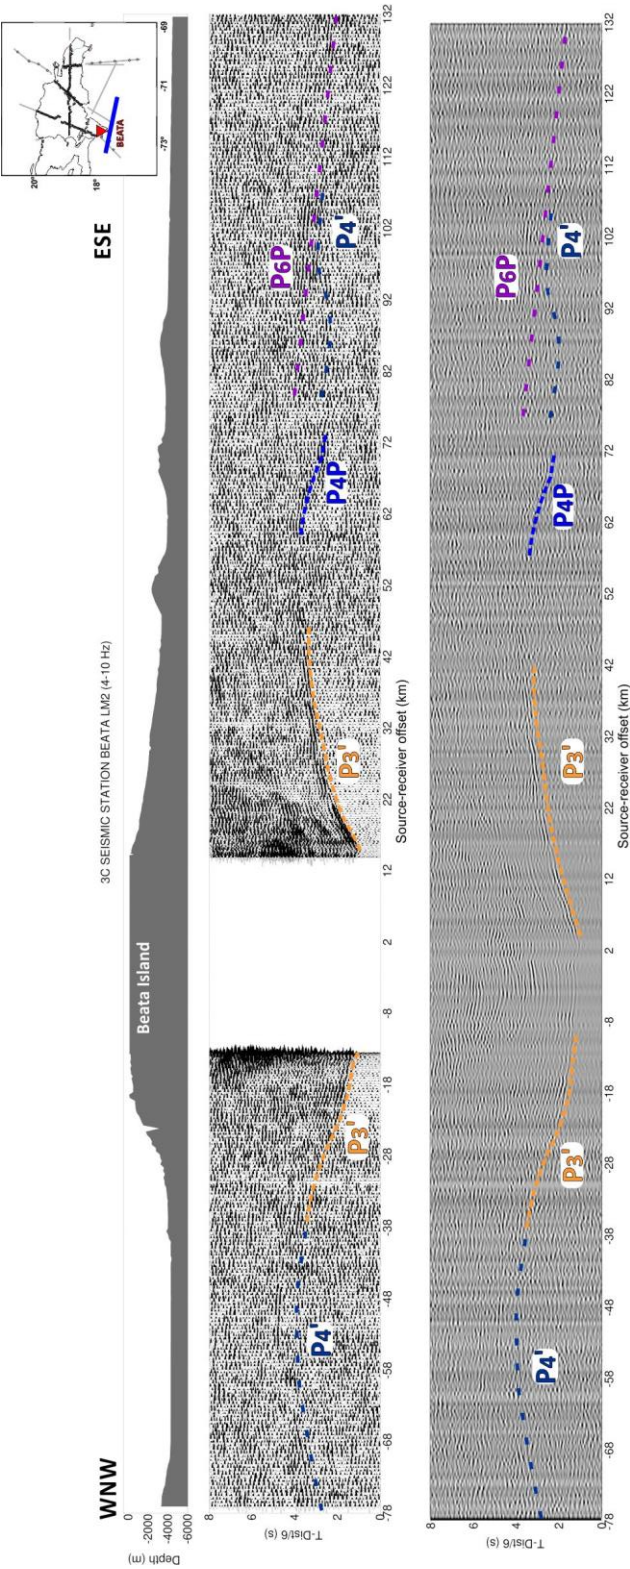 3C SEISMIC STATION BEATA LM2 (4-10 Hz)
WNW
ESE
20°
18°
-73°
-71
-69
BEATA
Depth (m)
0
-2000
-4000
-6000
Beata Island
T-Dist/6 (s)
8
6
4
2
0
P4'
P3'
P3'
P4P
P6P
P4'
-78 -68 -58 -48 -38 -28 -18 -8 2 12 22 32 42 52 62 72 82 92 102 112 122 132
Source-receiver offset (km)
T-Dist/6 (s)
8
6
4
2
0
P4'
P3'
P3'
P4P
P6P
P4'
-78 -68 -58 -48 -38 -28 -18 -8 2 12 22 32 42 52 62 72 82 92 102 112 122 132
Source-receiver offset (km)